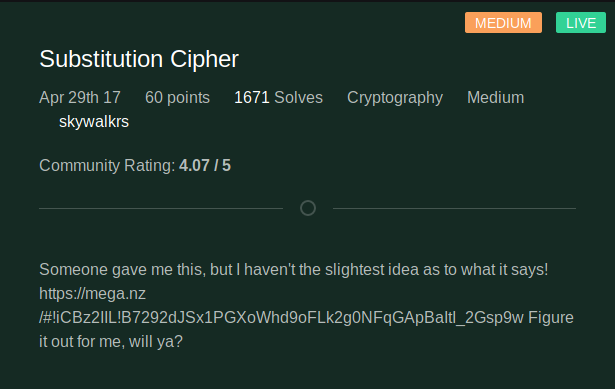 MEDIUM LIVE
Substitution Cipher
Apr 29th 17 60 points 1671 Solves Cryptography Medium
skywalkrs
Community Rating: 4.07 / 5
Someone gave me this, but I haven't the slightest idea as to what it says!
https://mega.nz
/#!iCBz2IIL!B7292dJSx1PGXoWhd9oFLk2g0NFqGApBaItI_2Gsp9w Figure
it out for me, will ya?